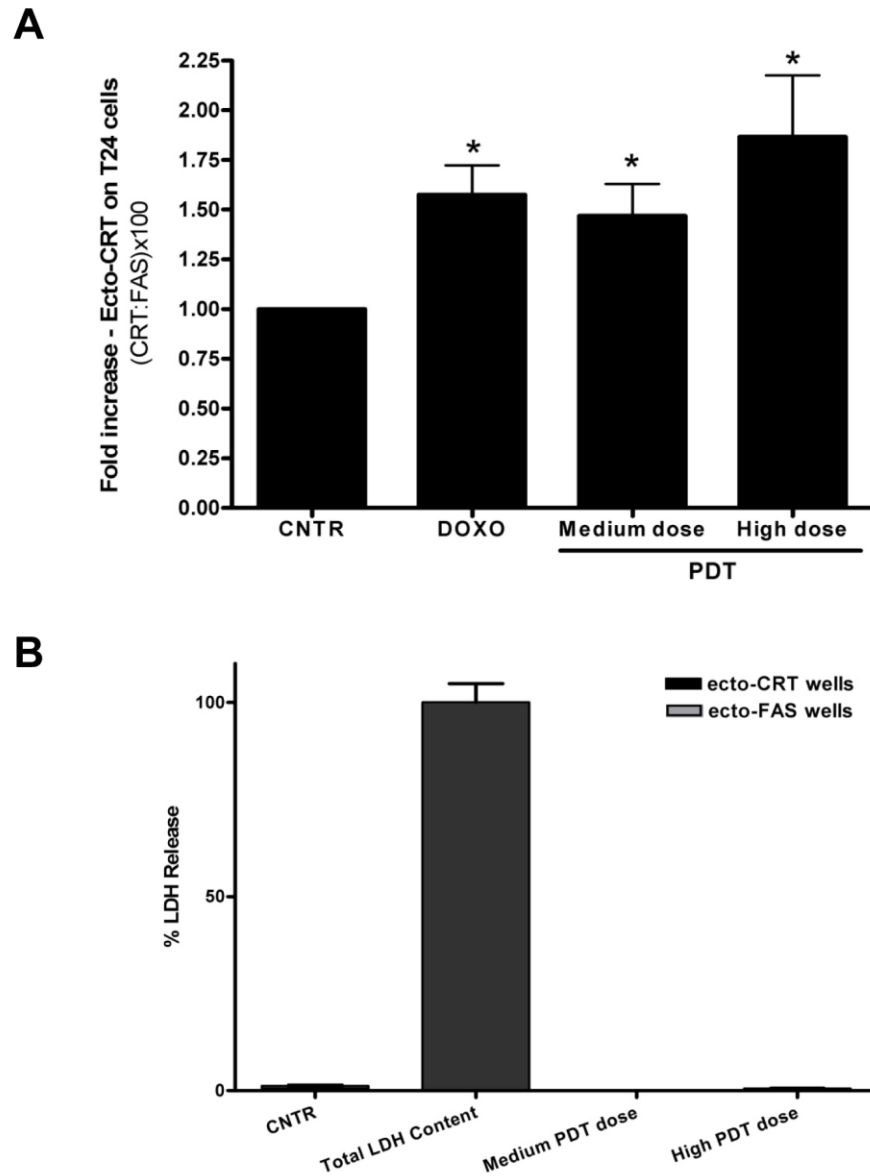 A
Fold increase - Ecto-CRT on T24 cells
(CRT:FAS)x100
2.25
2.00
1.75
1.50
1.25
1.00
0.75
0.50
0.25
0.00
*
*
*
CNTR
DOXO
Medium dose
High dose
PDT
B
% LDH Release
100
50
0
ecto-CRT wells
ecto-FAS wells
CNTR
Total LDH Content
Medium PDT dose
High PDT dose